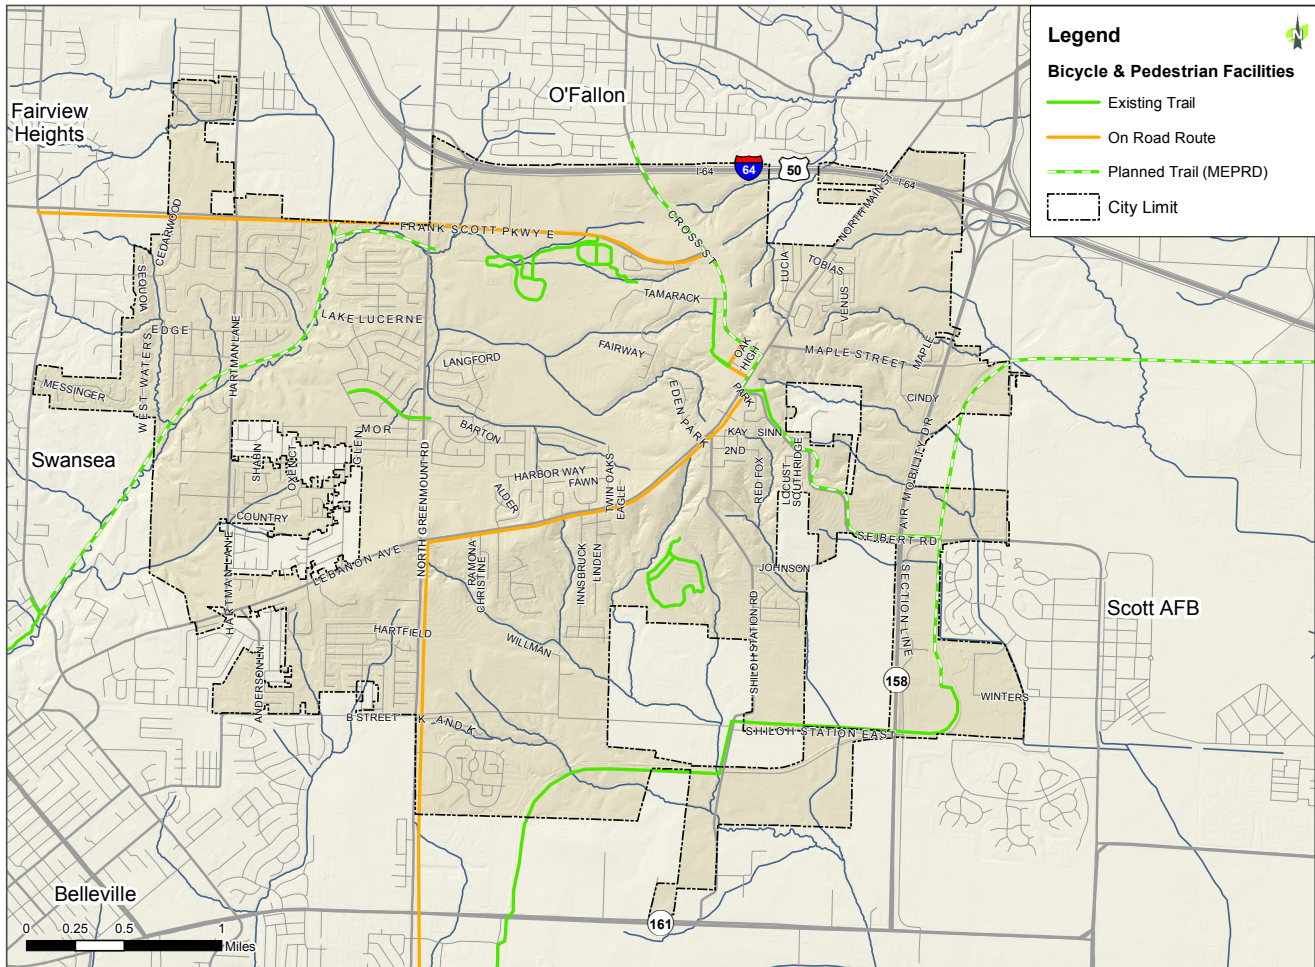 Legend
N
Bicycle & Pedestrian Facilities
Existing Trail
On Road Route
Planned Trail (MEPRD)
City Limit
O'Fallon
Fairview
Heights
64
50
I-64
I-64
NORTH MAIN ST
CEDARWOOD
FRANK SCOTT PKWY E
CROSS ST
LUCIA
TOBIAS
SEQUOIA
TAMARACK
VENUS
LAKE LUCERNE
EDGE
WEST WATERS
HARTMAN LANE
FAIRWAY
OAK
HIGH
MAPLE STREET
MAPLE
LANGFORD
MESSINGER
EDEN PARK
PARK
CINDY
GLEN
MOR
BARTON
KAY
SINN
2ND
Swansea
SHARIN
NORTH GREENMOUNT RD
HARBOR WAY
FAWN
TWIN OAKS
EAGLE
RED FOX
LOCUST
SOUTHRIDGE
AIR MOBILITY DR
ALDER
COUNTRY
SEIBERT RD
LEBANON AVE
HARTMAN LANE
RAMONA
CHRISTINE
INNSBRUCK
LINDEN
JOHNSON
SECTION LINE
Scott AFB
HARTFIELD
WILLMAN
SHILOH STATION RD
ANDERSON LN
158
WINTERS
B STREET
K AND K
SHILOH STATION EAST
Belleville
161
0 0.25 0.5 1
Miles